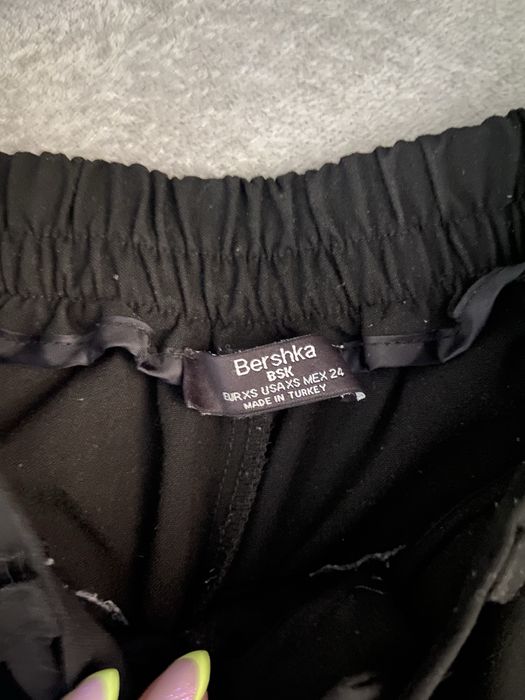 Bershka
BSK
EUR XS USA XS MEX 24
MADE IN TURKEY